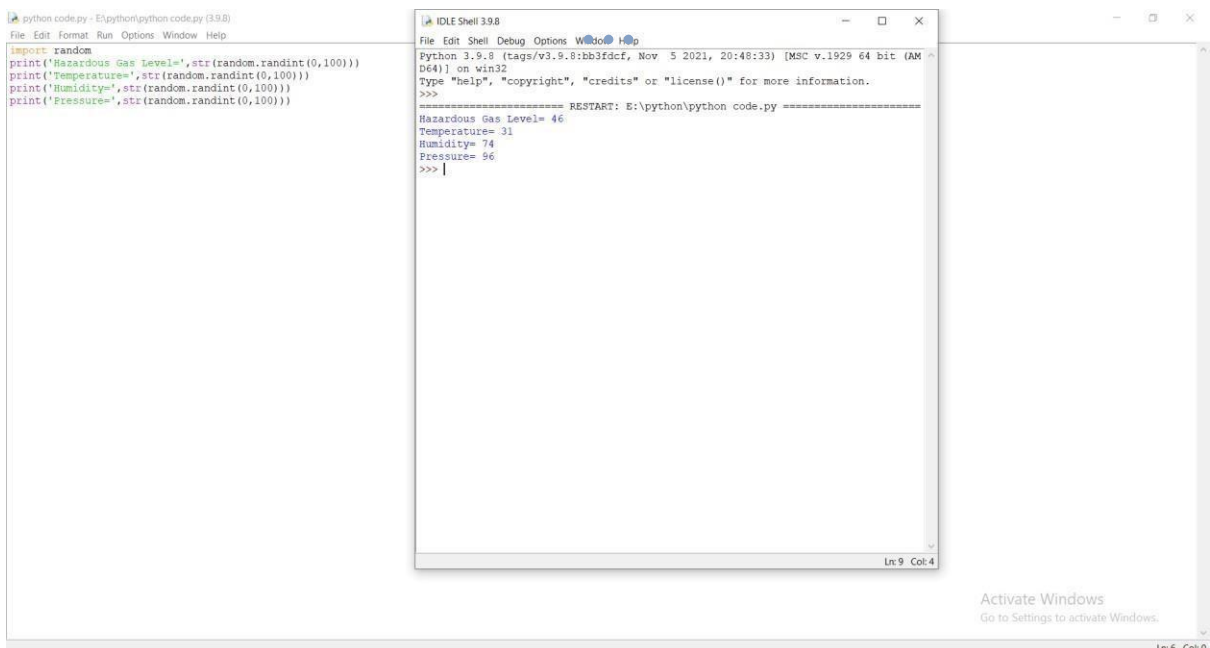 python code.py - E:\python\python code.py (3.9.8)
File Edit Format Run Options Window Help
import random
print('Hazardous Gas Level=',str(random.randint(0,100)))
print('Temperature=',str(random.randint(0,100)))
print('Humidity=',str(random.randint(0,100)))
print('Pressure=',str(random.randint(0,100)))
IDLE Shell 3.9.8
File Edit Shell Debug Options
Python 3.9.8 (tags/v3.9.8:bb3fdcf, Nov 5 2021, 20:48:33) [MSC v.1929 64 bit (AM
D64)] on win32
Type "help", "copyright", "credits" or "license()" for more information.
>>>
====================== RESTART: E:\python\python code.py ======================
Hazardous Gas Level= 46
Temperature= 31
Humidity= 74
Pressure= 96
>>>
Ln: 9 Col: 4
Activate Windows
Go to Settings to activate Windows.